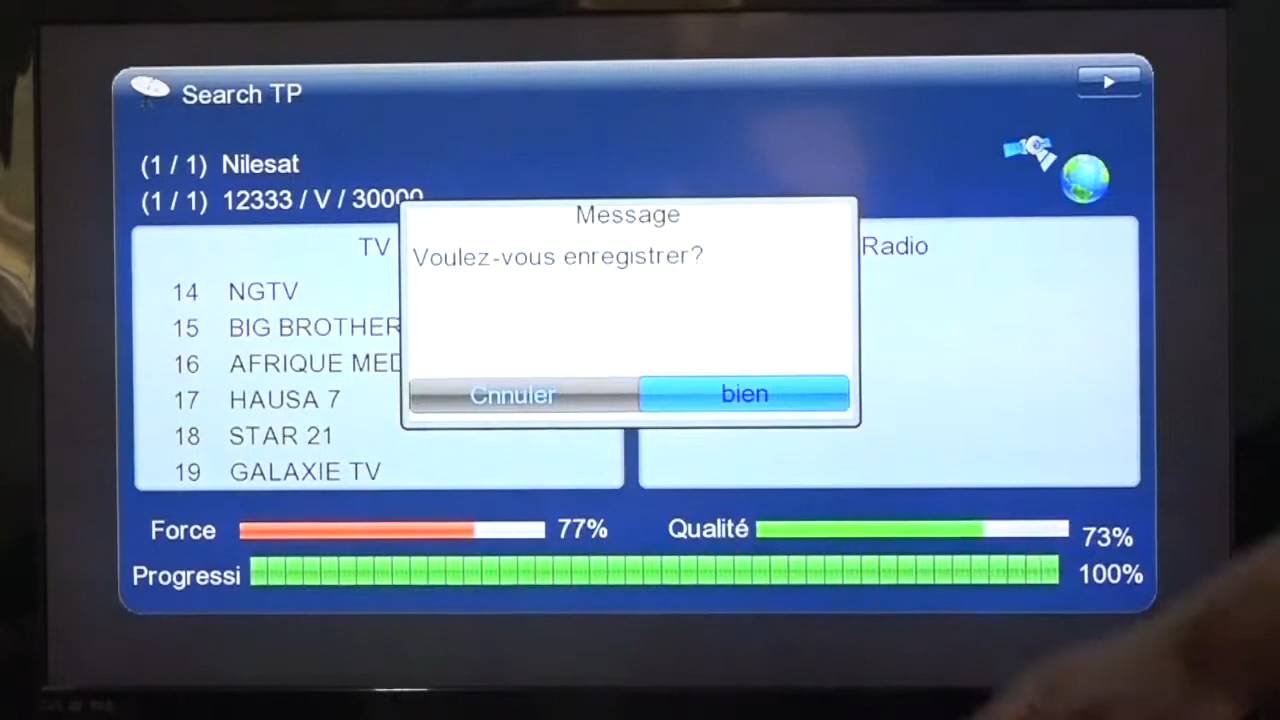 Search TP
(1 / 1) Nilesat
(1 / 1) 12333 / V / 30000
Message
Voulez-vous enregistrer?
Cnnuler
bien
TV
14 NGTV
15 BIG BROTHER
16 AFRIQUE MED
17 HAUSA 7
18 STAR 21
19 GALAXIE TV
Radio
Force 77%
Qualité 73%
Progressi 100%